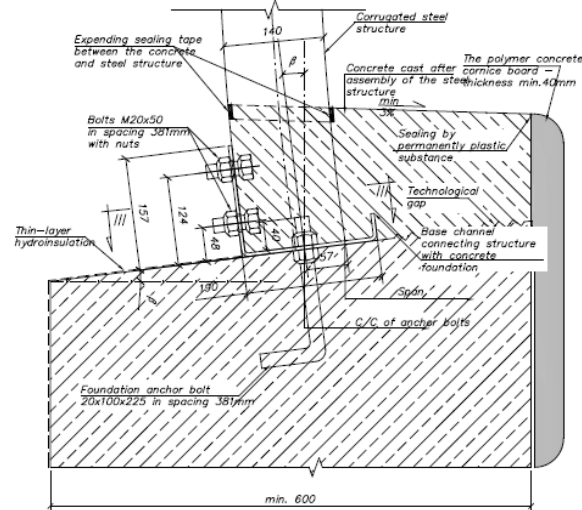 Expending sealing tape
between the concrete
and steel structure
140
β
Corrugated steel
structure
Concrete cast after
assembly of the steel
structure
The polymer concrete
cornice board –
thickness min.40mm
min
3%
Bolts M20x50
in spacing 381mm
with nuts
Sealing by
permanently plastic
substance
Technological
gap
157
124
48
40
Thin-layer
hydroinsulation
Base channel
connecting structure
with concrete
foundation
57
190
β
Span
C/C of anchor bolts
Foundation anchor bolt
20x100x225 in spacing 381mm
min. 600